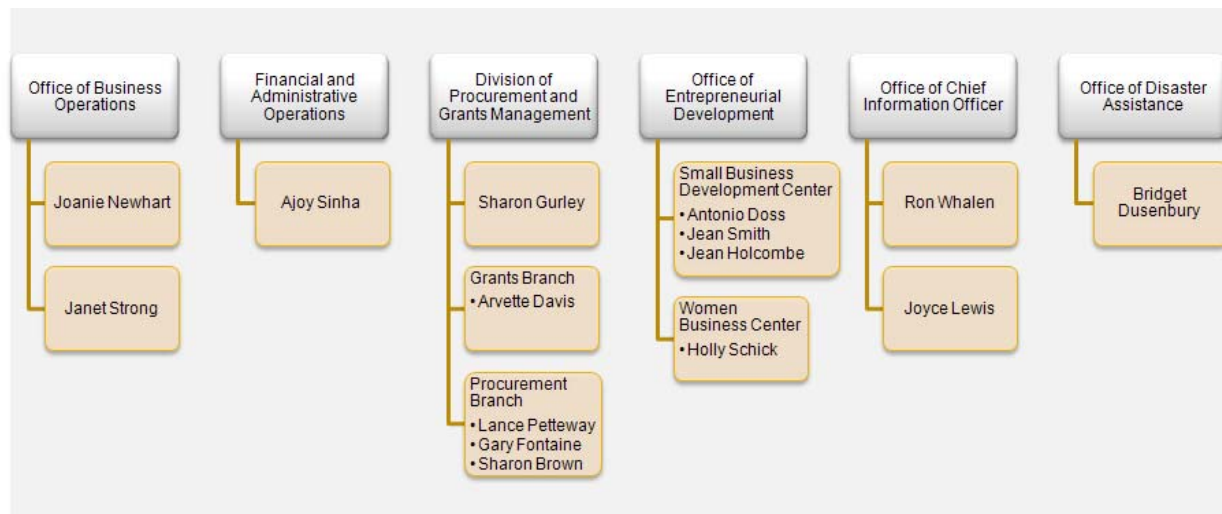 Office of Business
Operations
Joanie Newhart
Janet Strong
Financial and
Administrative
Operations
Ajoy Sinha
Division of
Procurement and
Grants Management
Sharon Gurley
Grants Branch
• Arvette Davis
Procurement
Branch
• Lance Petteway
• Gary Fontaine
• Sharon Brown
Office of
Entrepreneurial
Development
Small Business
Development Center
• Antonio Doss
• Jean Smith
• Jean Holcombe
Women
Business Center
• Holly Schick
Office of Chief
Information Officer
Ron Whalen
Joyce Lewis
Office of Disaster
Assistance
Bridget
Dusenbury